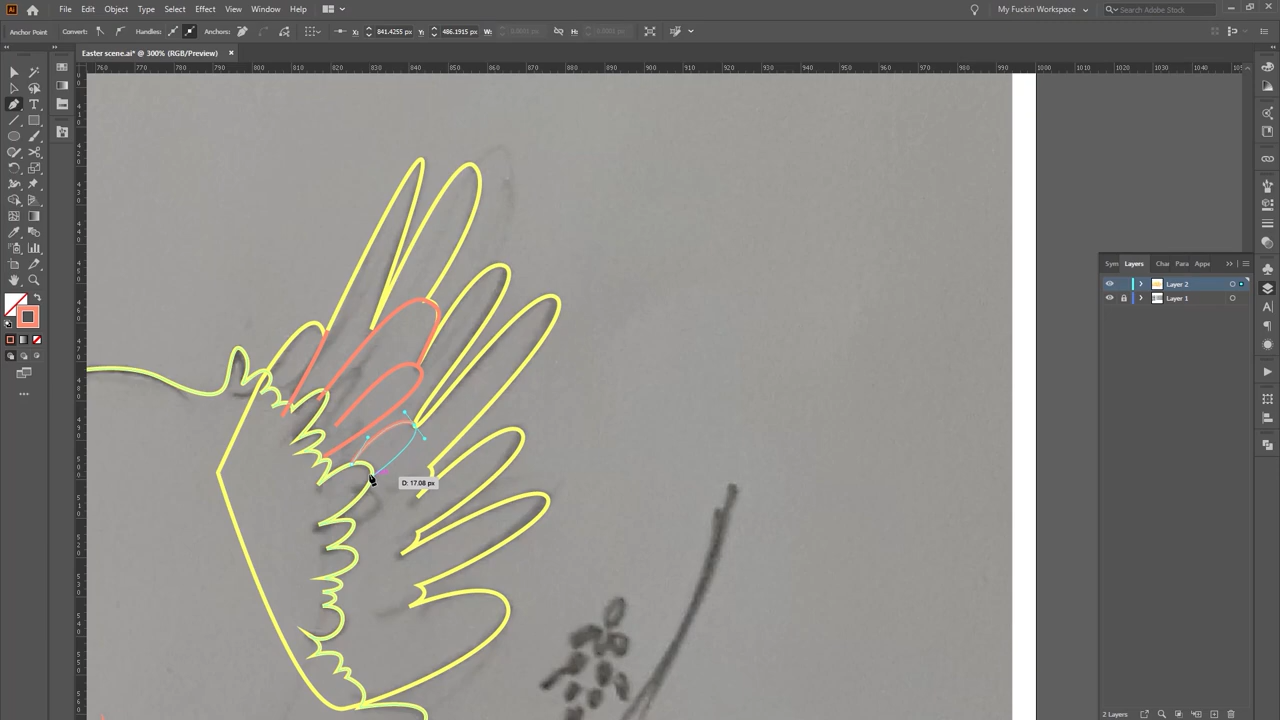 Ai File Edit Object Type Select Effect View Window Help My Fuckin Workspace Search Adobe Stock
Anchor Point Convert: Handles: Anchors: X: 841.4255 px Y: 486.1915 px W: H:
Easter scene.ai* @ 300% (RGB/Preview) ×
760 770 780 790 800 810 820 830 840 850 860 870 880 890 900 910 920 930 940 950 960 970 980 990 1000 1010 1020 1030 1040
Sym Layers Char Para Appe
Layer 2
Layer 1
D: 17.08 px
2 Layers